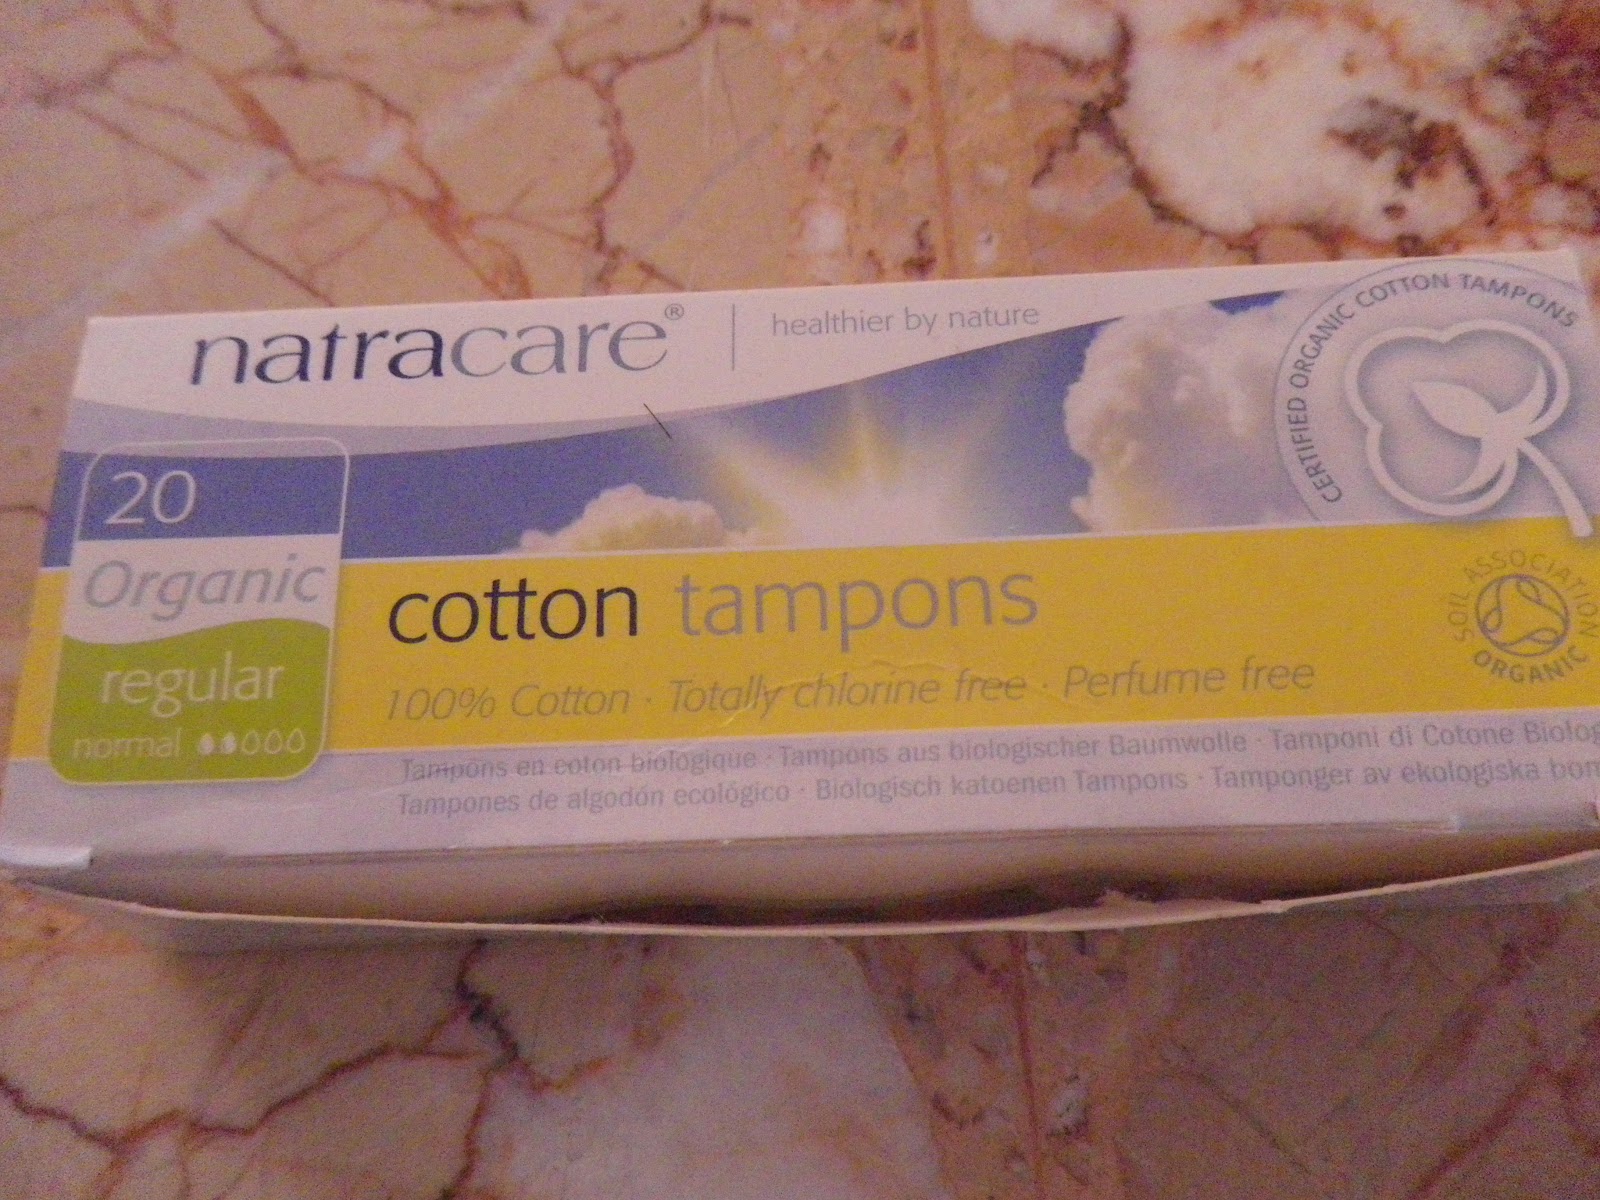 natracare® | healthier by nature
CERTIFIED ORGANIC COTTON TAMPONS
20
Organic
regular
normal
cotton tampons
100% Cotton · Totally chlorine free · Perfume free
SOIL ASSOCIATION
ORGANIC
Tampons en coton biologique · Tampons aus biologischer Baumwolle · Tamponi di Cotone
Tampones de algodón ecológico · Biologisch katoenen Tampons · Tamponger av ekologiska